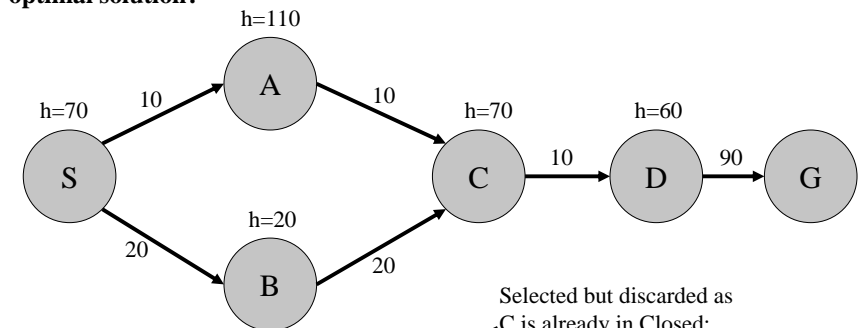 optimal solution?
h=110
A
10
10
h=70
h=70
h=60
S
C
10
D
90
G
h=20
20
B
20
Selected but discarded as
C is already in Closed: